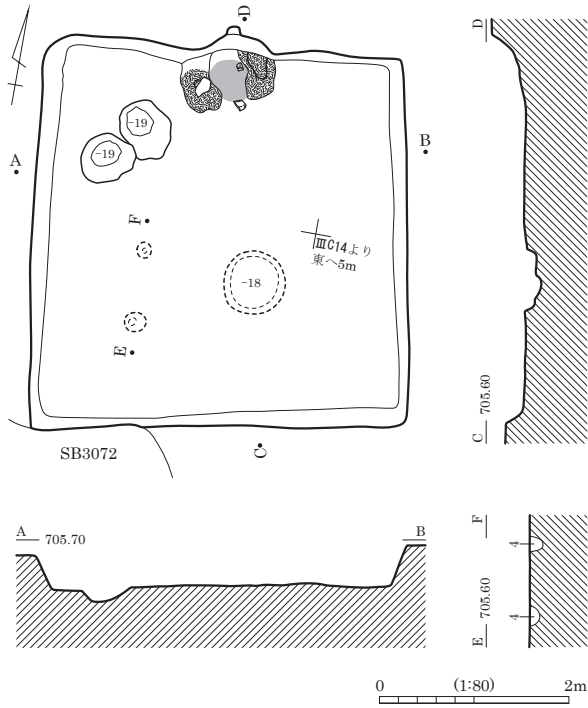 D
D
-19
-19
A
B
F
ⅢC14より
東へ5m
-18
E
C 705.60
SB3072
C
A 705.70
B
F
4
705.60
4
E
0 (1:80) 2m